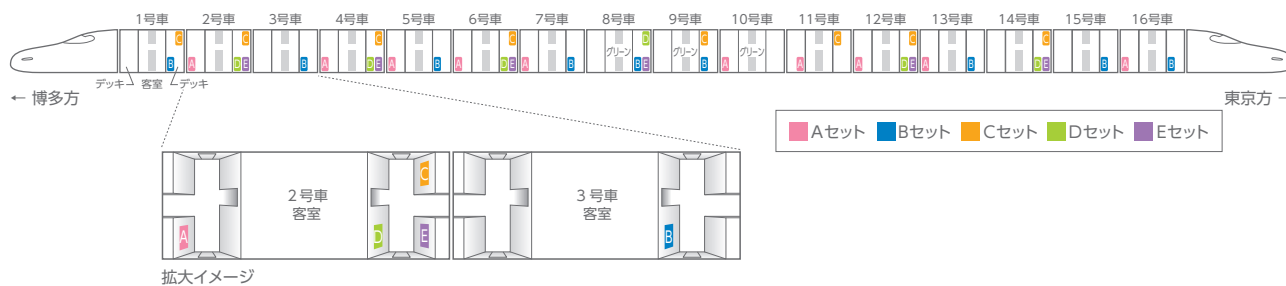 1号車 2号車 3号車 4号車 5号車 6号車 7号車 8号車 9号車 10号車 11号車 12号車 13号車 14号車 15号車 16号車
C C C C C D C C C C
グリーン グリーン グリーン
B A D E B A D E A B A D E A B B E B A A A D E A B D E B A B
デッキ 客室 デッキ
← 博多方
東京方 →
Aセット Bセット Cセット Dセット Eセット
C
2号車
客室
3号車
客室
A D E B
拡大イメージ